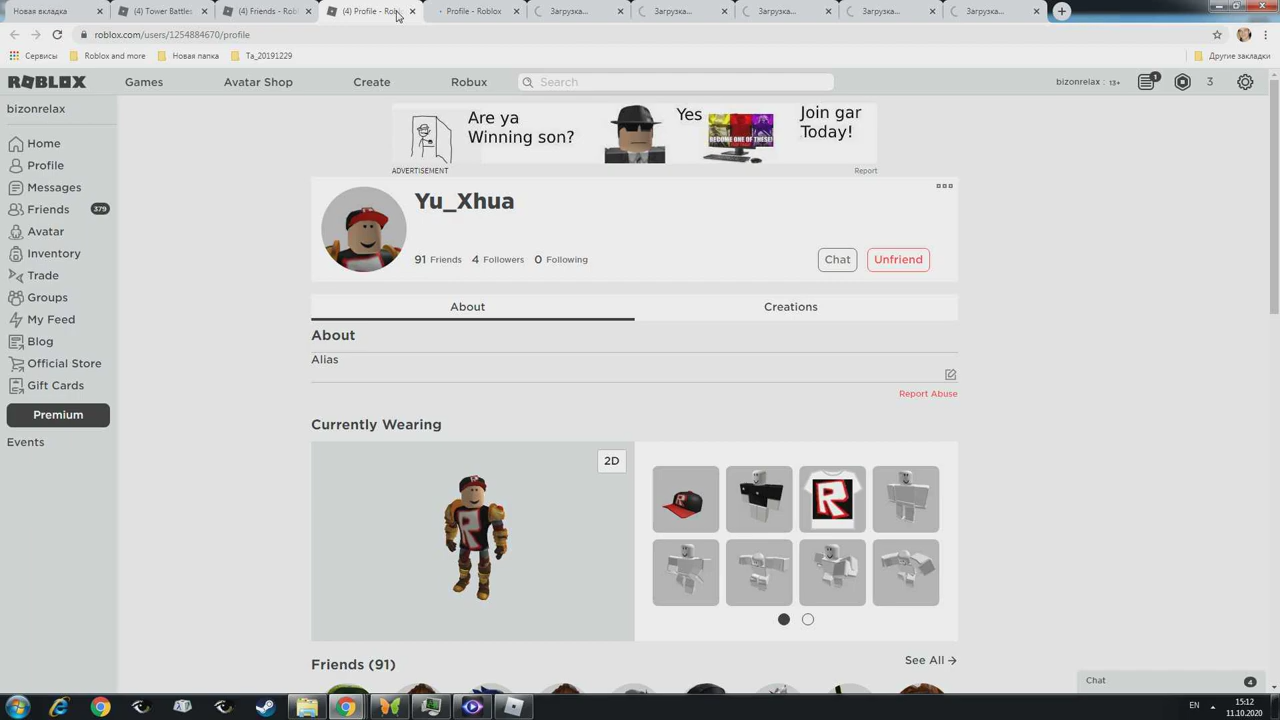 Новая вкладка
(4) Tower Battles
(4) Friends - Robl
(4) Profile - Robl
Profile - Roblox
Загрузка...
Загрузка...
Загрузка...
Загрузка...
Загрузка...
roblox.com/users/1254884670/profile
Сервисы
Roblox and more
Новая папка
Ta_20191229
Другие закладки
ROBLOX
Games
Avatar Shop
Create
Robux
Search
bizonrelax : 13+
1
3
bizonrelax
Home
Profile
Messages
Friends 379
Avatar
Inventory
Trade
Groups
My Feed
Blog
Official Store
Gift Cards
Premium
Events
Are ya
Winning son?
Yes
BECOME ONE OF THESE!
Join gar
Today!
ADVERTISEMENT
Report
Yu_Xhua
91 Friends
4 Followers
0 Following
Chat
Unfriend
About
Creations
About
Alias
Report Abuse
Currently Wearing
2D
R
Friends (91)
See All
Chat
4
EN
15:12
11.10.2020